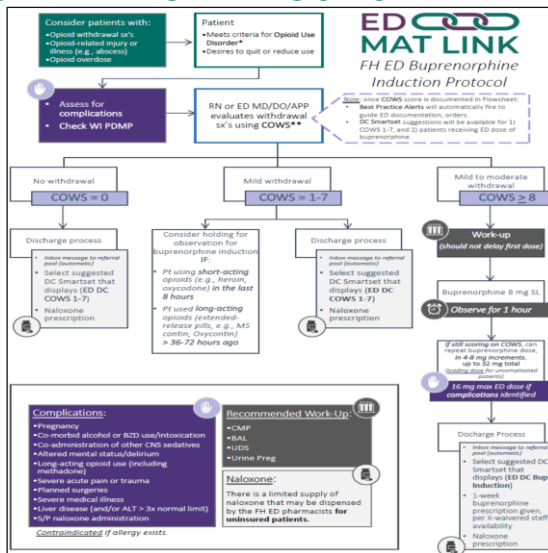 ED
MAT LINK
FH ED Buprenorphine
Induction Protocol
Consider patients with:
•Opioid withdrawal sx's
•Opioid-related injury or
illness (e.g., abscess)
•Opioid overdose
Patient
•Meets criteria for Opioid Use
Disorder*
•Desires to quit or reduce use
• Assess for
complications
• Check WI PDMP
RN or ED MD/DO/APP
evaluates withdrawal
sx's using COWS**
Note: once COWS score is documented in Flowsheet:
• Best Practice Alerts will automatically fire to
guide ED documentation, orders.
• DC Smartset suggestions will be available for 1)
COWS 1-7, and 2) patients receiving ED dose of
buprenorphine.
No withdrawal
COWS = 0
Mild withdrawal
COWS = 1-7
Mild to moderate
withdrawal
COWS ≥ 8
Discharge process
• Inbox message to referral
pool (automatic)
• Select suggested
DC Smartset that
displays (ED DC
COWS 1-7)
• Naloxone
prescription
Consider holding for
observation for
buprenorphine induction
IF:
• Pt using short-acting
opioids (e.g., heroin,
oxycodone) in the last
8 hours
• Pt used long-acting
opioids (extended-
release pills, e.g., MS
contin, Oxycontin)
> 36-72 hours ago
Discharge process
• Inbox message to referral
pool (automatic)
• Select suggested
DC Smartset that
displays (ED DC
COWS 1-7)
• Naloxone
prescription
Work-up
(should not delay first dose)
Buprenorphine 8 mg SL
Observe for 1 hour
If still scoring on COWS, can
repeat buprenorphine dose,
in 4-8 mg increments,
up to 32 mg total
(loading dose for uncomplicated
patients)
16 mg max ED dose if
complications identified
Discharge Process
• Inbox message to referral
pool (automatic)
• Select suggested DC
Smartset that
displays (ED DC Bup
Induction)
• 1-week
buprenorphine
prescription given,
per X-waivered staff
availability
• Naloxone
prescription
Complications:
•Pregnancy
•Co-morbid alcohol or BZD use/intoxication
•Co-administration of other CNS sedatives
•Altered mental status/delirium
•Long-acting opioid use (including
methadone)
•Severe acute pain or trauma
•Planned surgeries
•Severe medical illness
•Liver disease (and/or ALT > 3x normal limit)
•S/P naloxone administration
Contraindicated if allergy exists.
Recommended Work-Up:
•CMP
•BAL
•UDS
•Urine Preg
Naloxone:
There is a limited supply of
naloxone that may be dispensed
by the FH ED pharmacists for
uninsured patients.